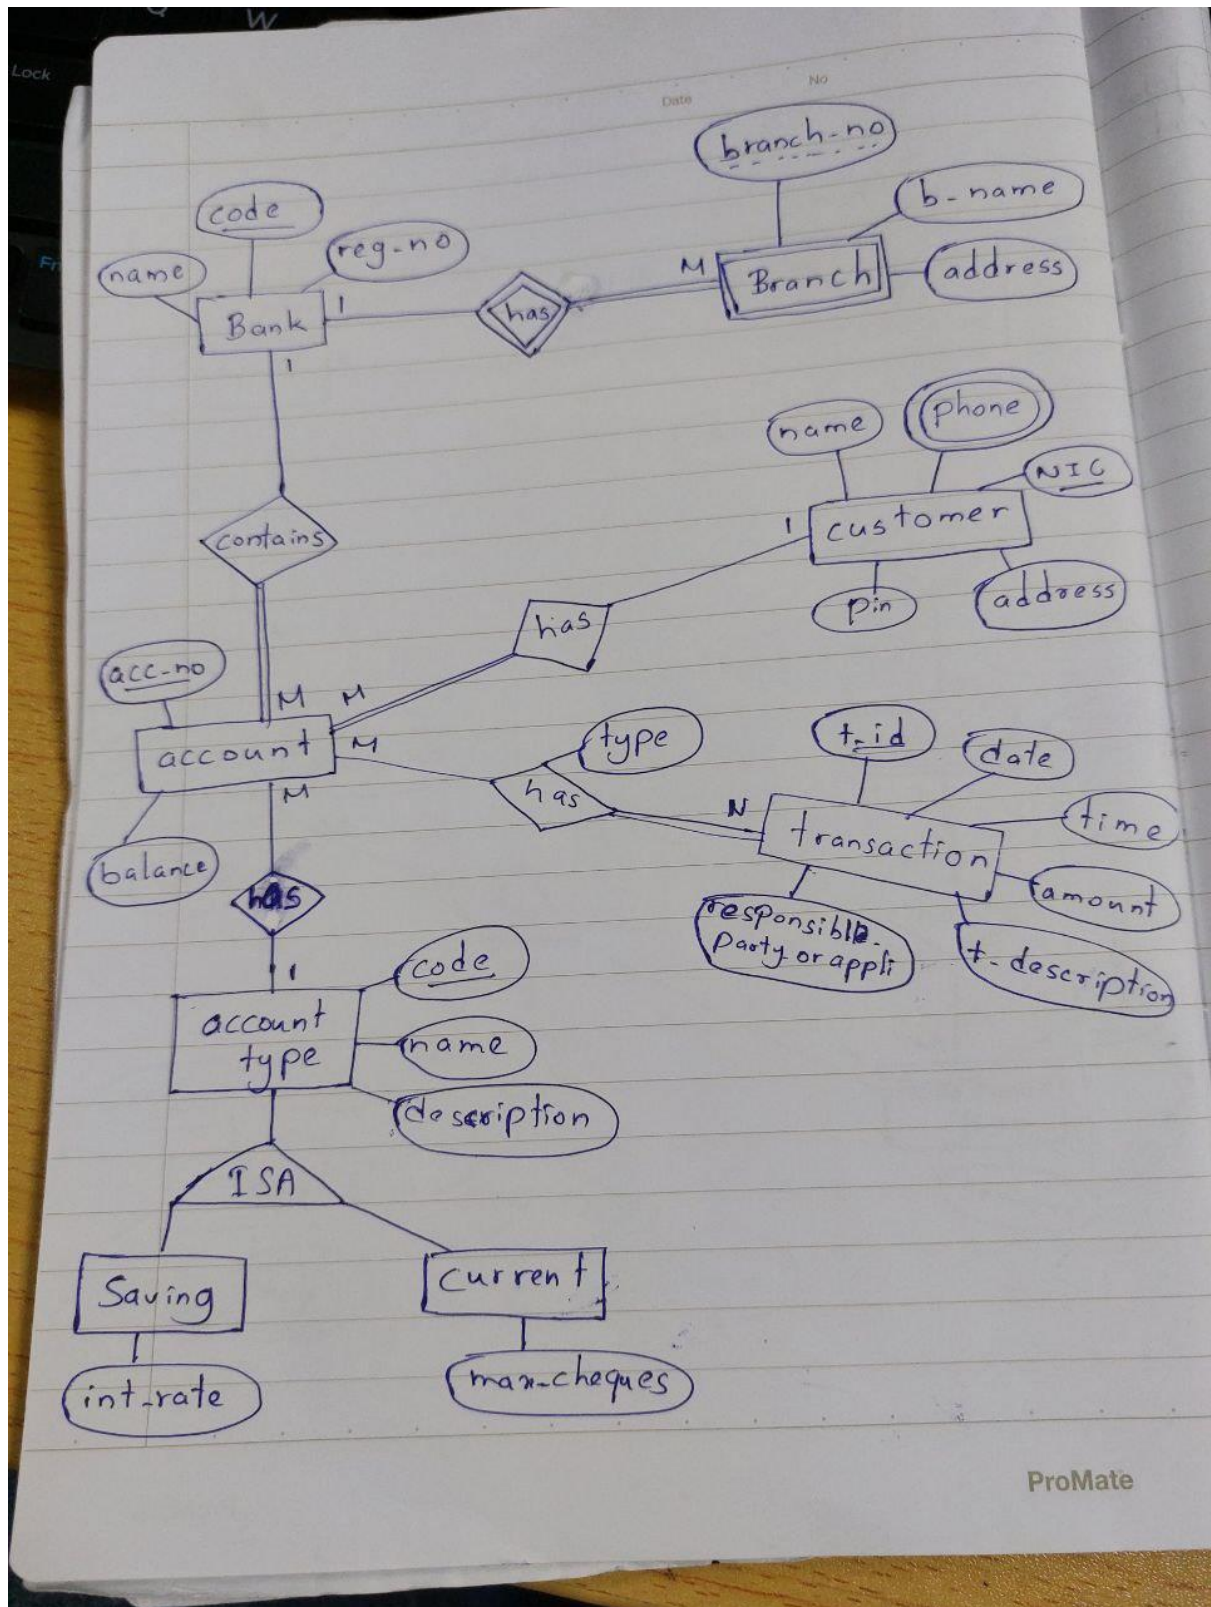 Q
W
Lock
Fn
Date
No
branch-no
b-name
code
reg-no
name
M
Branch
address
1
has
Bank
1
phone
name
NIC
customer
1
contains
pin
address
has
acc-no
M
M
type
t-id
date
account
M
has
N
time
transaction
M
balance
amount
has
responsible-
party or appli
t-description
code
1
account
type
name
description
ISA
Saving
current
int-rate
max-cheques
ProMate